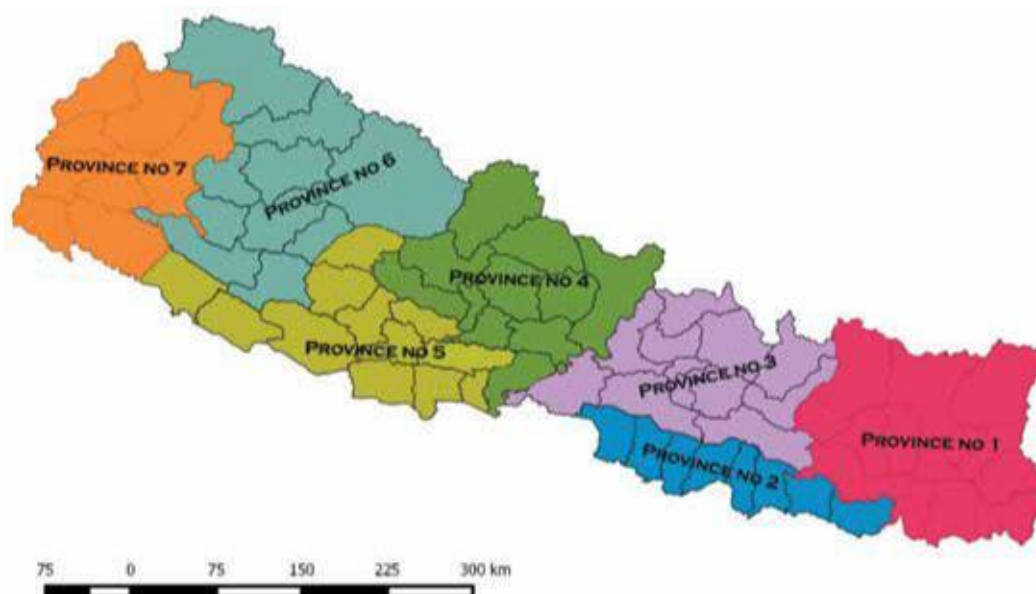 PROVINCE NO 7
PROVINCE NO 6
PROVINCE NO 4
PROVINCE NO 5
PROVINCE NO 3
PROVINCE NO 1
PROVINCE NO 2
75 0 75 150 225 300 km